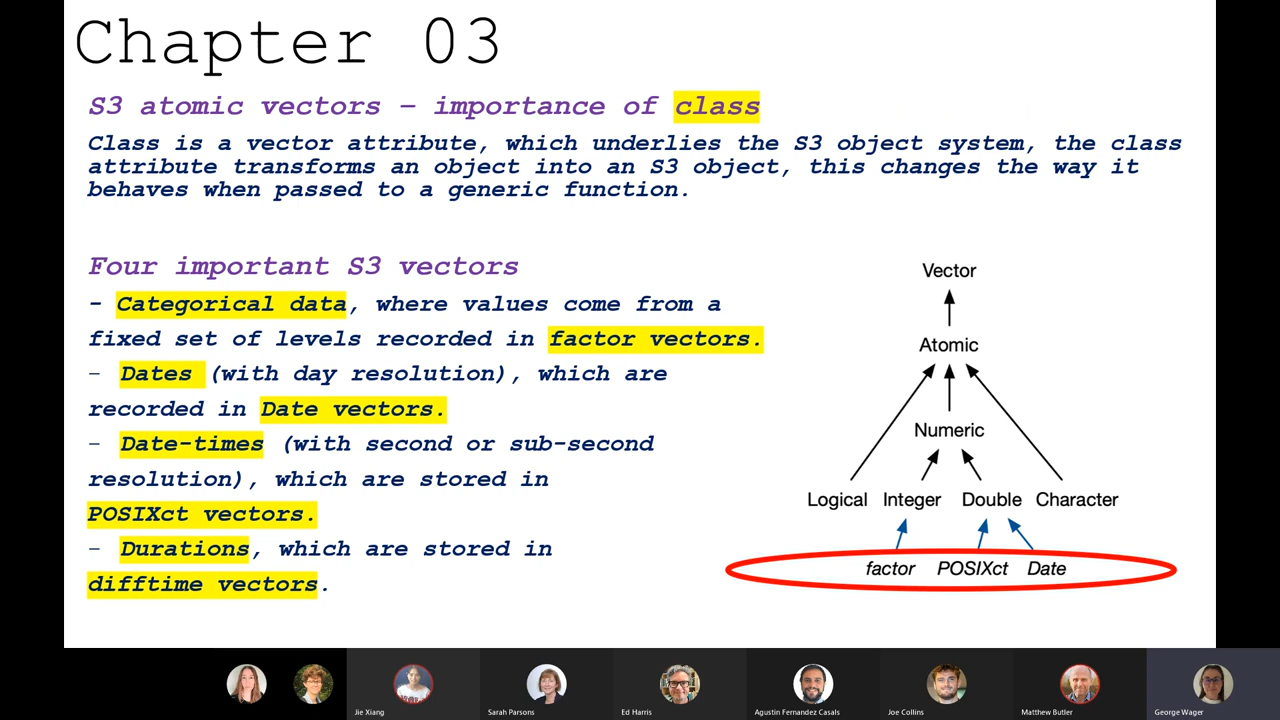 Chapter 03
S3 atomic vectors – importance of class
Class is a vector attribute, which underlies the S3 object system, the class
attribute transforms an object into an S3 object, this changes the way it
behaves when passed to a generic function.
Four important S3 vectors
– Categorical data, where values come from a
fixed set of levels recorded in factor vectors.
– Dates (with day resolution), which are
recorded in Date vectors.
– Date-times (with second or sub-second
resolution), which are stored in
POSIXct vectors.
– Durations, which are stored in
difftime vectors.
Vector
Atomic
Numeric
Logical Integer Double Character
factor POSIXct Date
Jie Xiang
Sarah Parsons
Ed Harris
Agustin Fernandez Casals
Joe Collins
Matthew Butler
George Wager